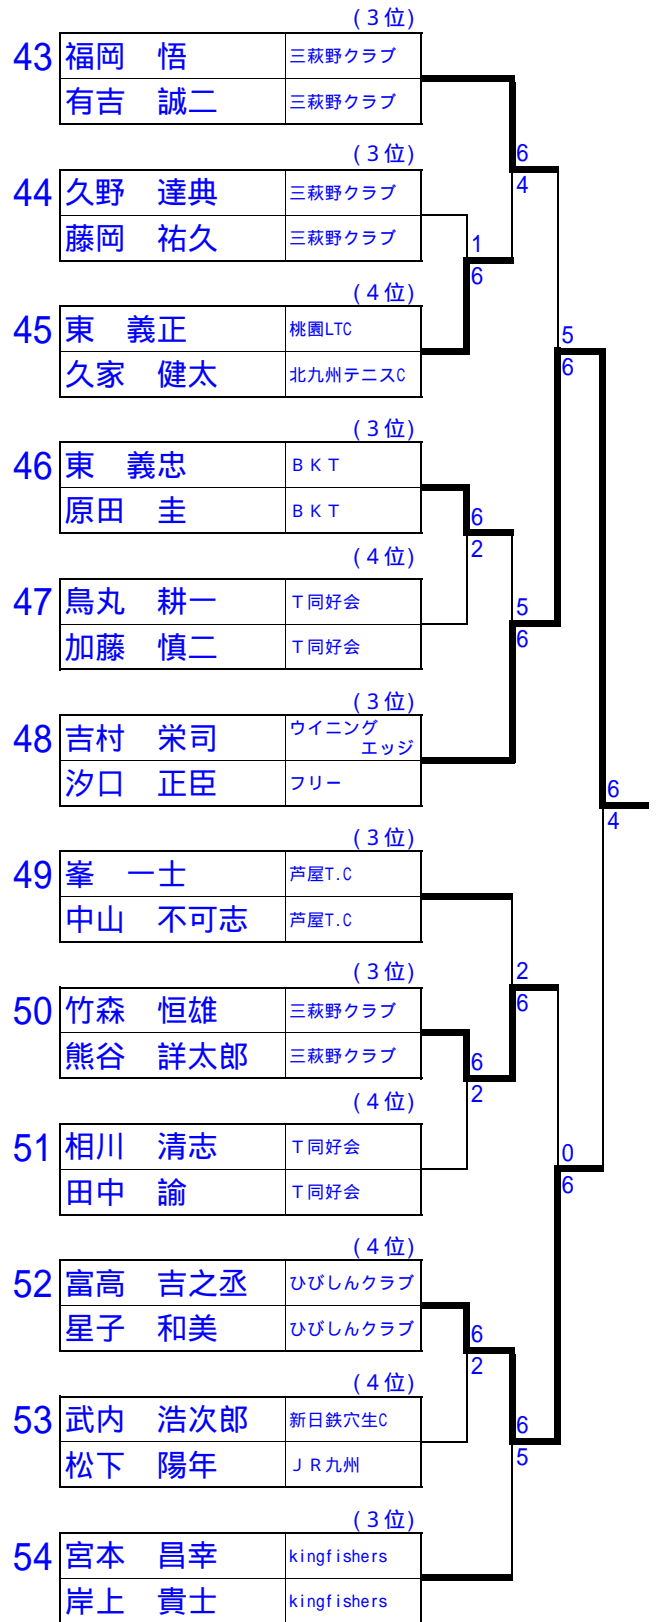 (３位)
43 福岡　悟 三萩野クラブ
有吉　誠二 三萩野クラブ
(３位)
6
4
44 久野　達典 三萩野クラブ
藤岡　祐久 三萩野クラブ
1
6
(４位)
45 東　義正 桃園LTC
久家　健太 北九州テニスC
5
6
(３位)
46 東　義忠 ＢＫＴ
原田　圭 ＢＫＴ
6
2
(４位)
47 鳥丸　耕一 Ｔ同好会
加藤　慎二 Ｔ同好会
5
6
(３位)
48 吉村　栄司 ウイニング
エッジ
汐口　正臣 フリー
6
4
(３位)
49 峯　一士 芦屋T.C
中山　不可志 芦屋T.C
(３位)
2
6
50 竹森　恒雄 三萩野クラブ
熊谷　詳太郎 三萩野クラブ
6
2
(４位)
51 相川　清志 Ｔ同好会
田中　諭 Ｔ同好会
0
6
(４位)
52 富高　吉之丞 ひびしんクラブ
星子　和美 ひびしんクラブ
6
2
(４位)
53 武内　浩次郎 新日鉄穴生C
松下　陽年 ＪＲ九州
6
5
(３位)
54 宮本　昌幸 kingfishers
岸上　貴士 kingfishers